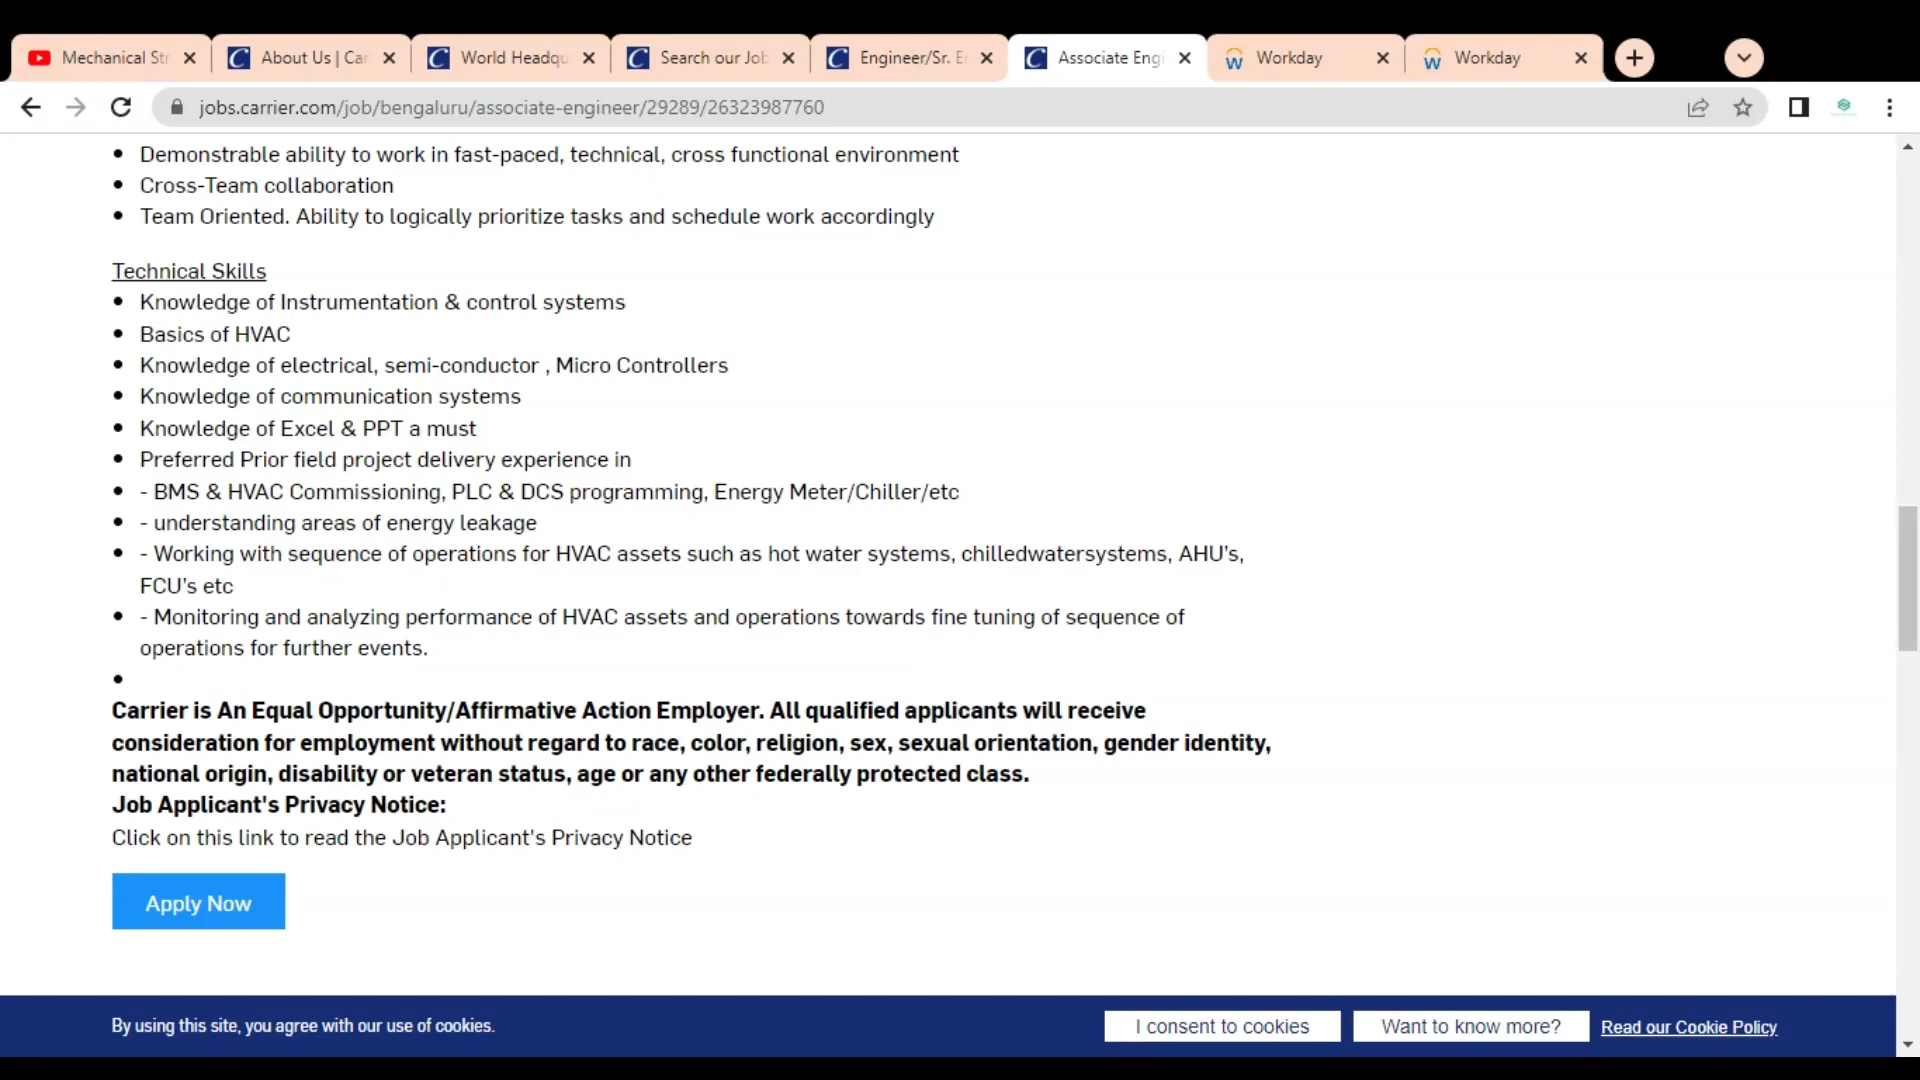 Mechanical Str
About Us | Car
World Headqu
Search our Job
Engineer/Sr. E
Associate Engi
Workday
Workday
jobs.carrier.com/job/bengaluru/associate-engineer/29289/26323987760
• Demonstrable ability to work in fast-paced, technical, cross functional environment
• Cross-Team collaboration
• Team Oriented. Ability to logically prioritize tasks and schedule work accordingly
Technical Skills
• Knowledge of Instrumentation & control systems
• Basics of HVAC
• Knowledge of electrical, semi-conductor , Micro Controllers
• Knowledge of communication systems
• Knowledge of Excel & PPT a must
• Preferred Prior field project delivery experience in
• - BMS & HVAC Commissioning, PLC & DCS programming, Energy Meter/Chiller/etc
• - understanding areas of energy leakage
• - Working with sequence of operations for HVAC assets such as hot water systems, chilledwatersystems, AHU's,
FCU's etc
• - Monitoring and analyzing performance of HVAC assets and operations towards fine tuning of sequence of
operations for further events.
•
Carrier is An Equal Opportunity/Affirmative Action Employer. All qualified applicants will receive
consideration for employment without regard to race, color, religion, sex, sexual orientation, gender identity,
national origin, disability or veteran status, age or any other federally protected class.
Job Applicant's Privacy Notice:
Click on this link to read the Job Applicant's Privacy Notice
Apply Now
By using this site, you agree with our use of cookies.
I consent to cookies
Want to know more?
Read our Cookie Policy